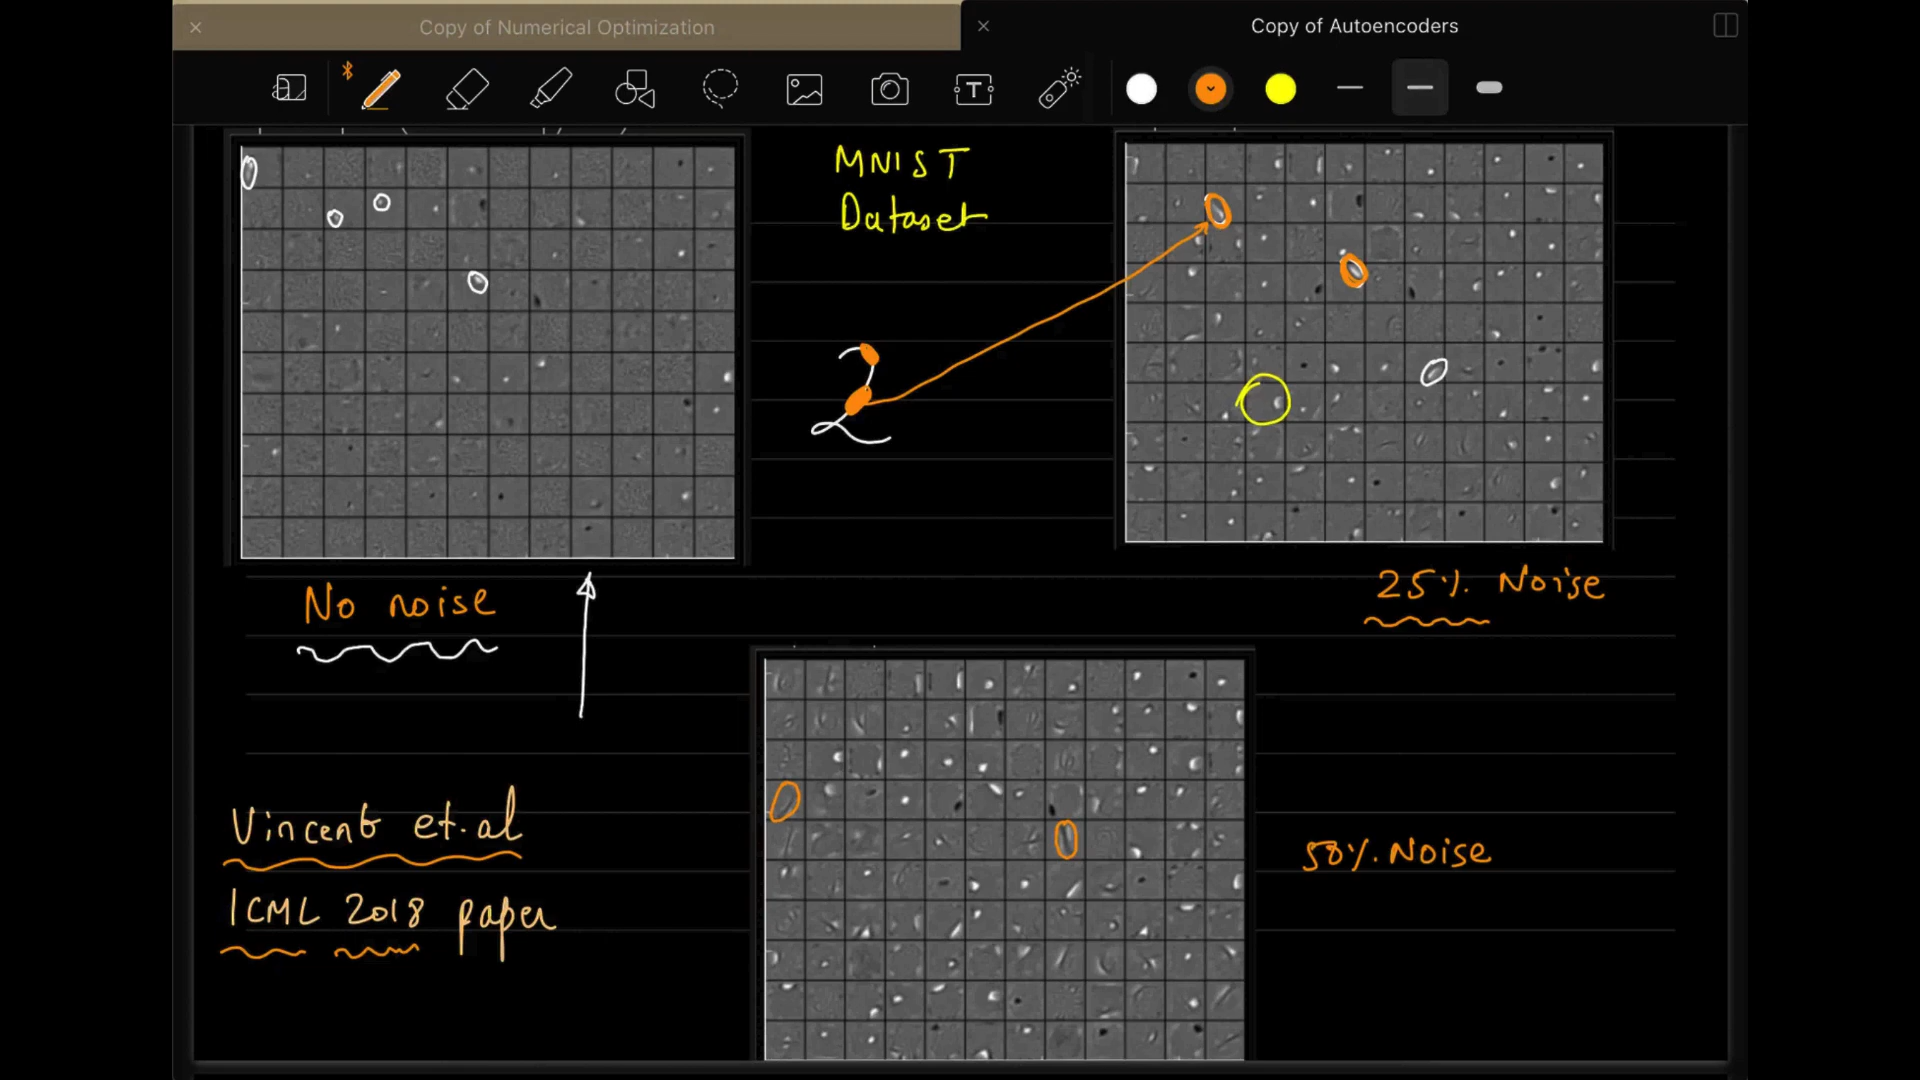 Copy of Numerical Optimization
Copy of Autoencoders
T
MNIST
Dataset
2
No noise
25% Noise
Vincent et.al
ICML 2018 paper
50% Noise